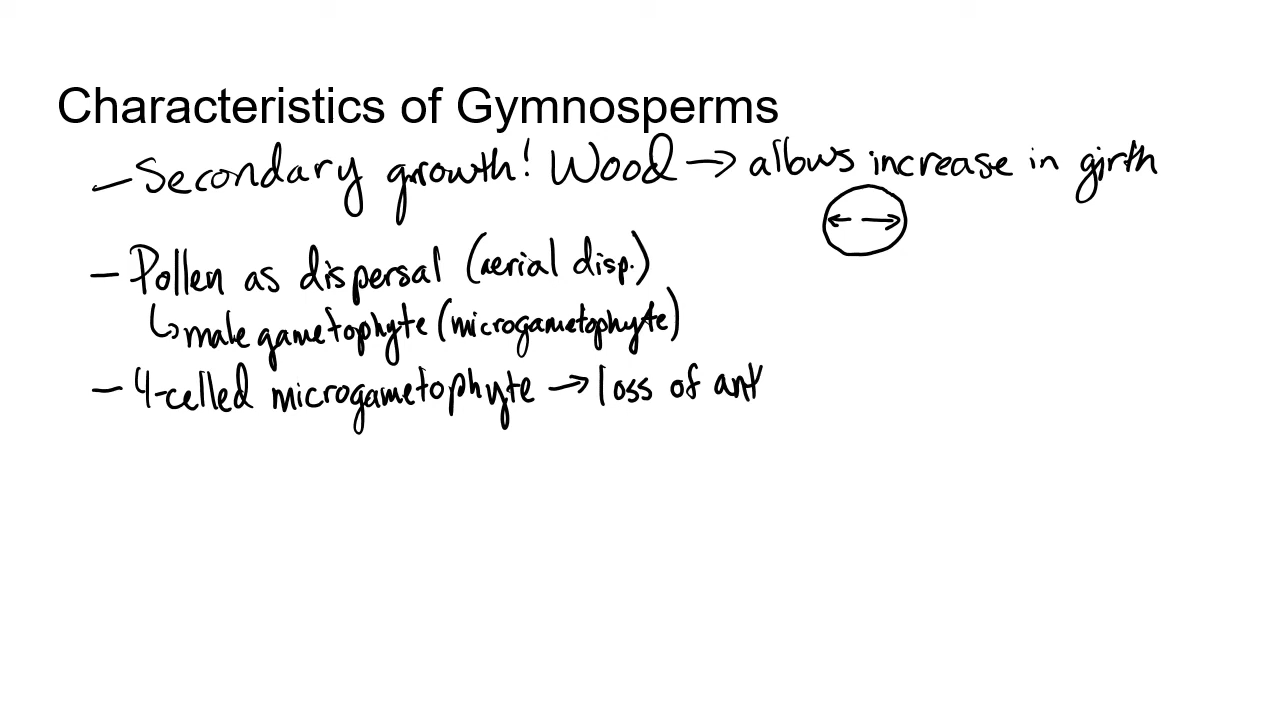 Characteristics of Gymnosperms
- Secondary growth! Wood → allows increase in girth
- Pollen as dispersal (aerial disp.)
↳ male gametophyte (microgametophyte)
- 4-celled microgametophyte → loss of ant